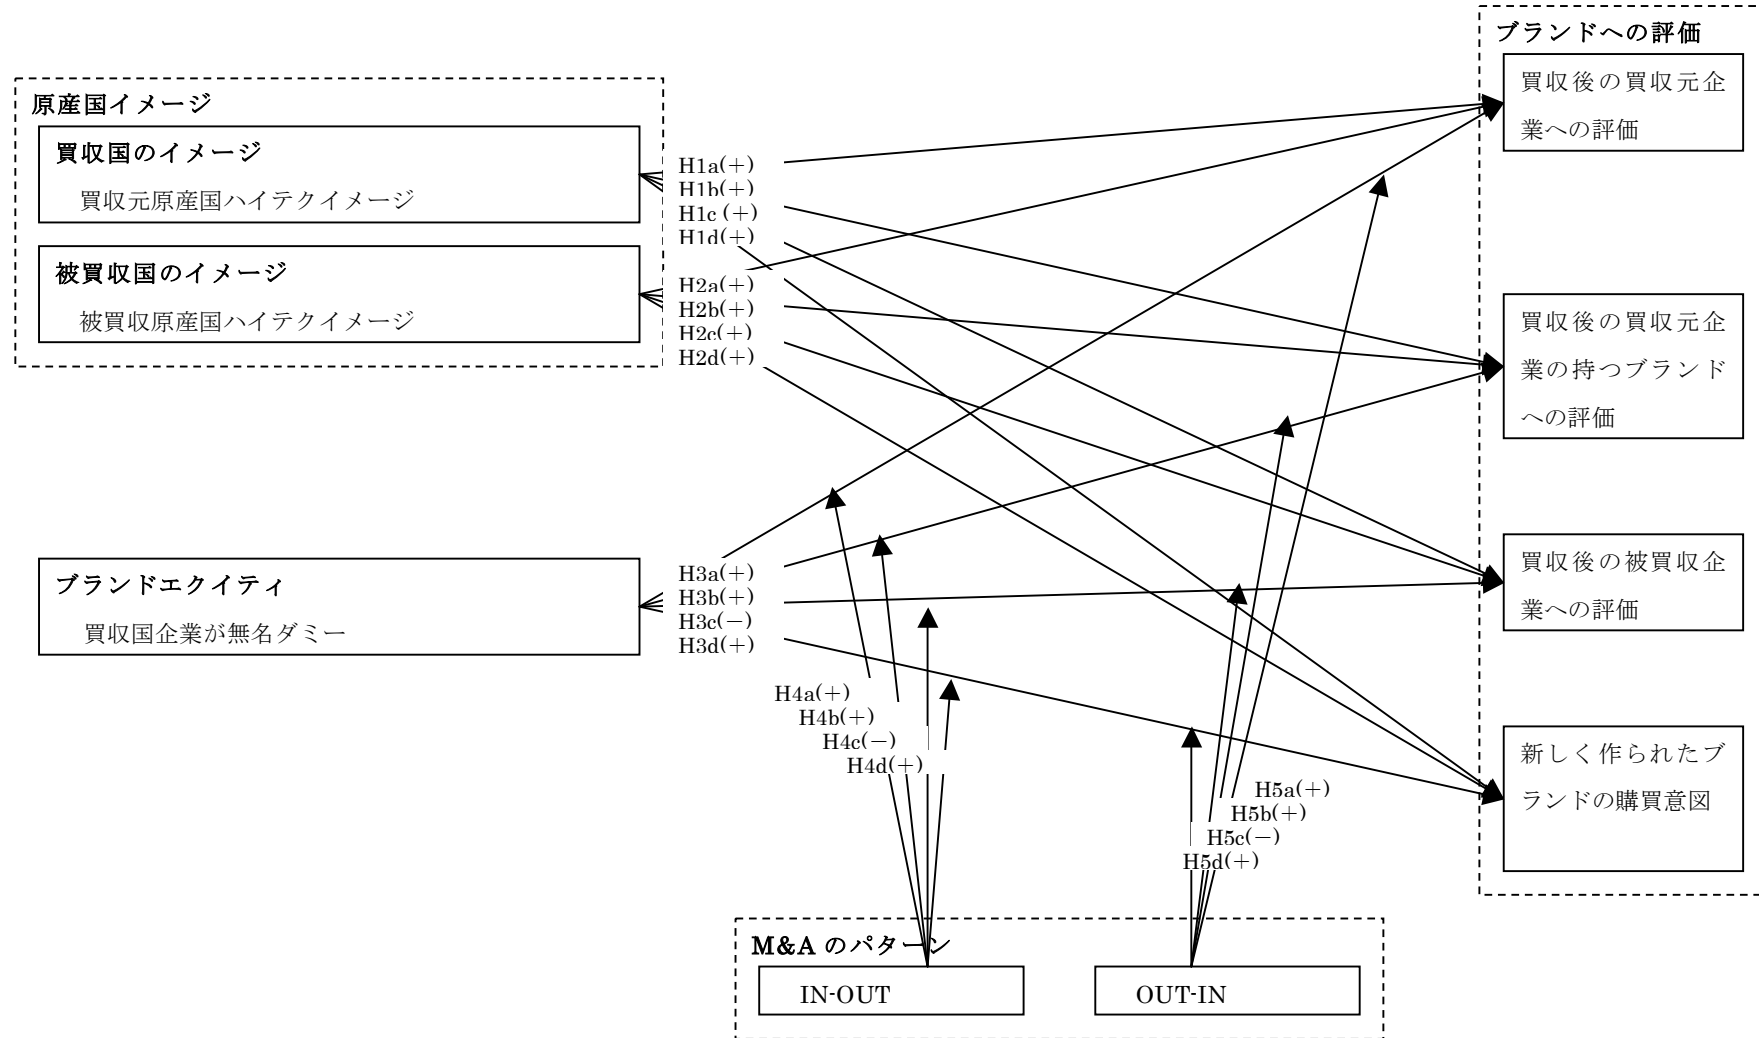 ブランドへの評価
買収後の買収元企
業への評価
原産国イメージ
買収国のイメージ
買収元原産国ハイテクイメージ
H1a(+)
H1b(+)
H1c (+)
H1d(+)
被買収国のイメージ
被買収原産国ハイテクイメージ
H2a(+)
H2b(+)
H2c(+)
H2d(+)
買収後の買収元企
業の持つブランド
への評価
ブランドエクイティ
買収国企業が無名ダミー
H3a(+)
H3b(+)
H3c(−)
H3d(+)
買収後の被買収企
業への評価
H4a(+)
H4b(+)
H4c(−)
H4d(+)
新しく作られたブ
ランドの購買意図
H5a(+)
H5b(+)
H5c(−)
H5d(+)
M&A のパターン
IN-OUT
OUT-IN